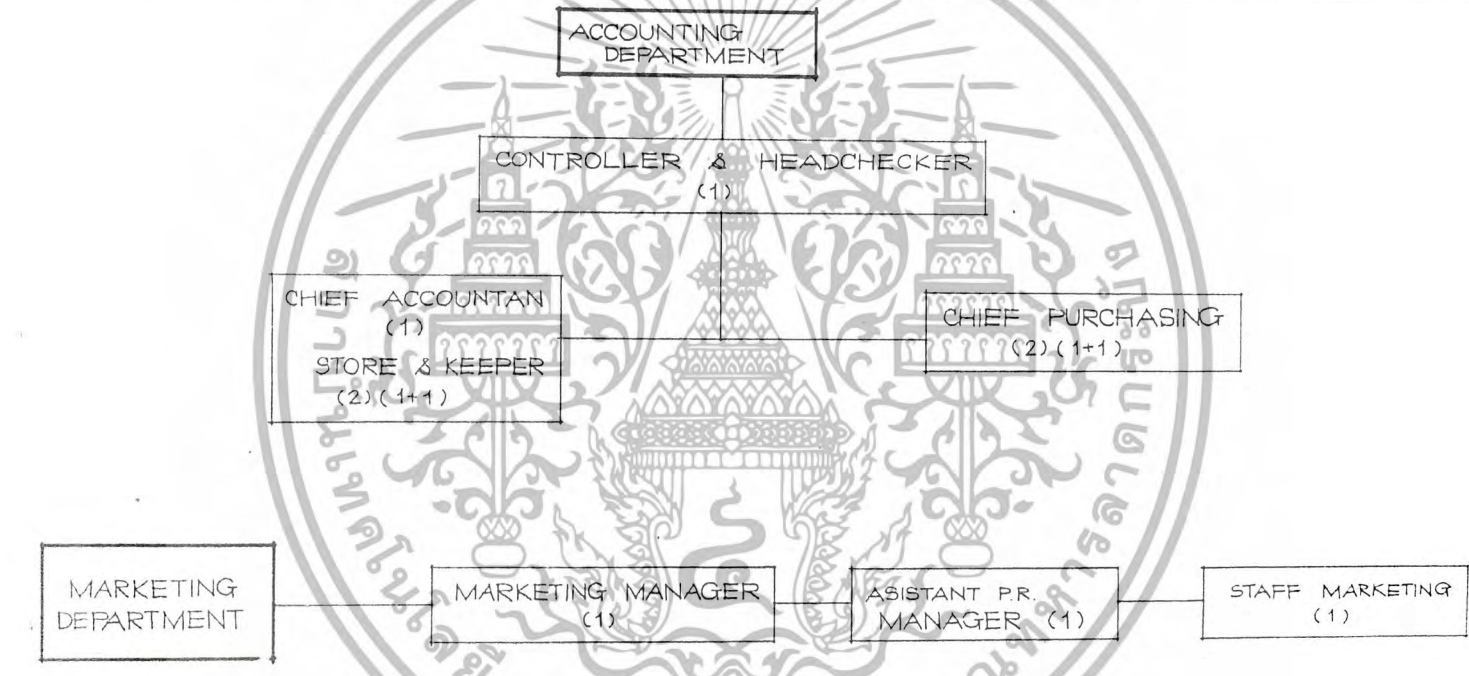 ACCOUNTING
DEPARTMENT
CONTROLLER & HEADCHECKER
(1)
CHIEF ACCOUNTAN
(1)
STORE & KEEPER
(2) (1+1)
CHIEF PURCHASING
(2) (1+1)
MARKETING
DEPARTMENT
MARKETING MANAGER
(1)
ASISTANT P.R.
MANAGER (1)
STAFF MARKETING
(1)